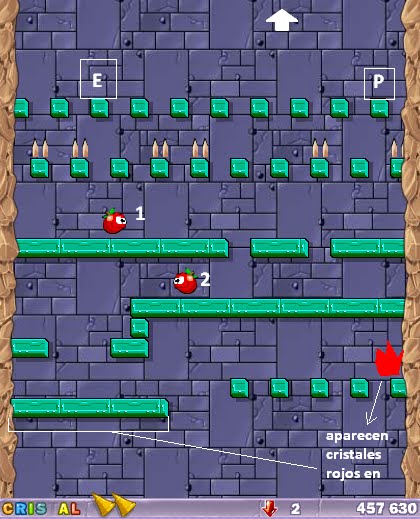 E
P
1
2
aparecen
cristales
rojos en
CRIS AL
2
457 630